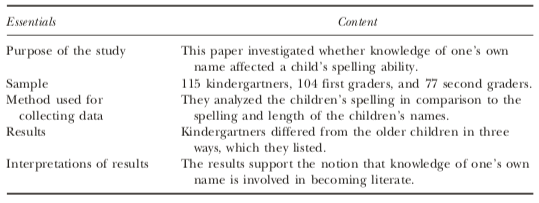 Essentials Content
Purpose of the study This paper investigated whether knowledge of one's own
name affected a child's spelling ability.
Sample 115 kindergartners, 104 first graders, and 77 second graders.
Method used for They analyzed the children's spelling in comparison to the
collecting data spelling and length of the children's names.
Results Kindergartners differed from the older children in three
ways, which they listed.
Interpretations of results The results support the notion that knowledge of one's own
name is involved in becoming literate.